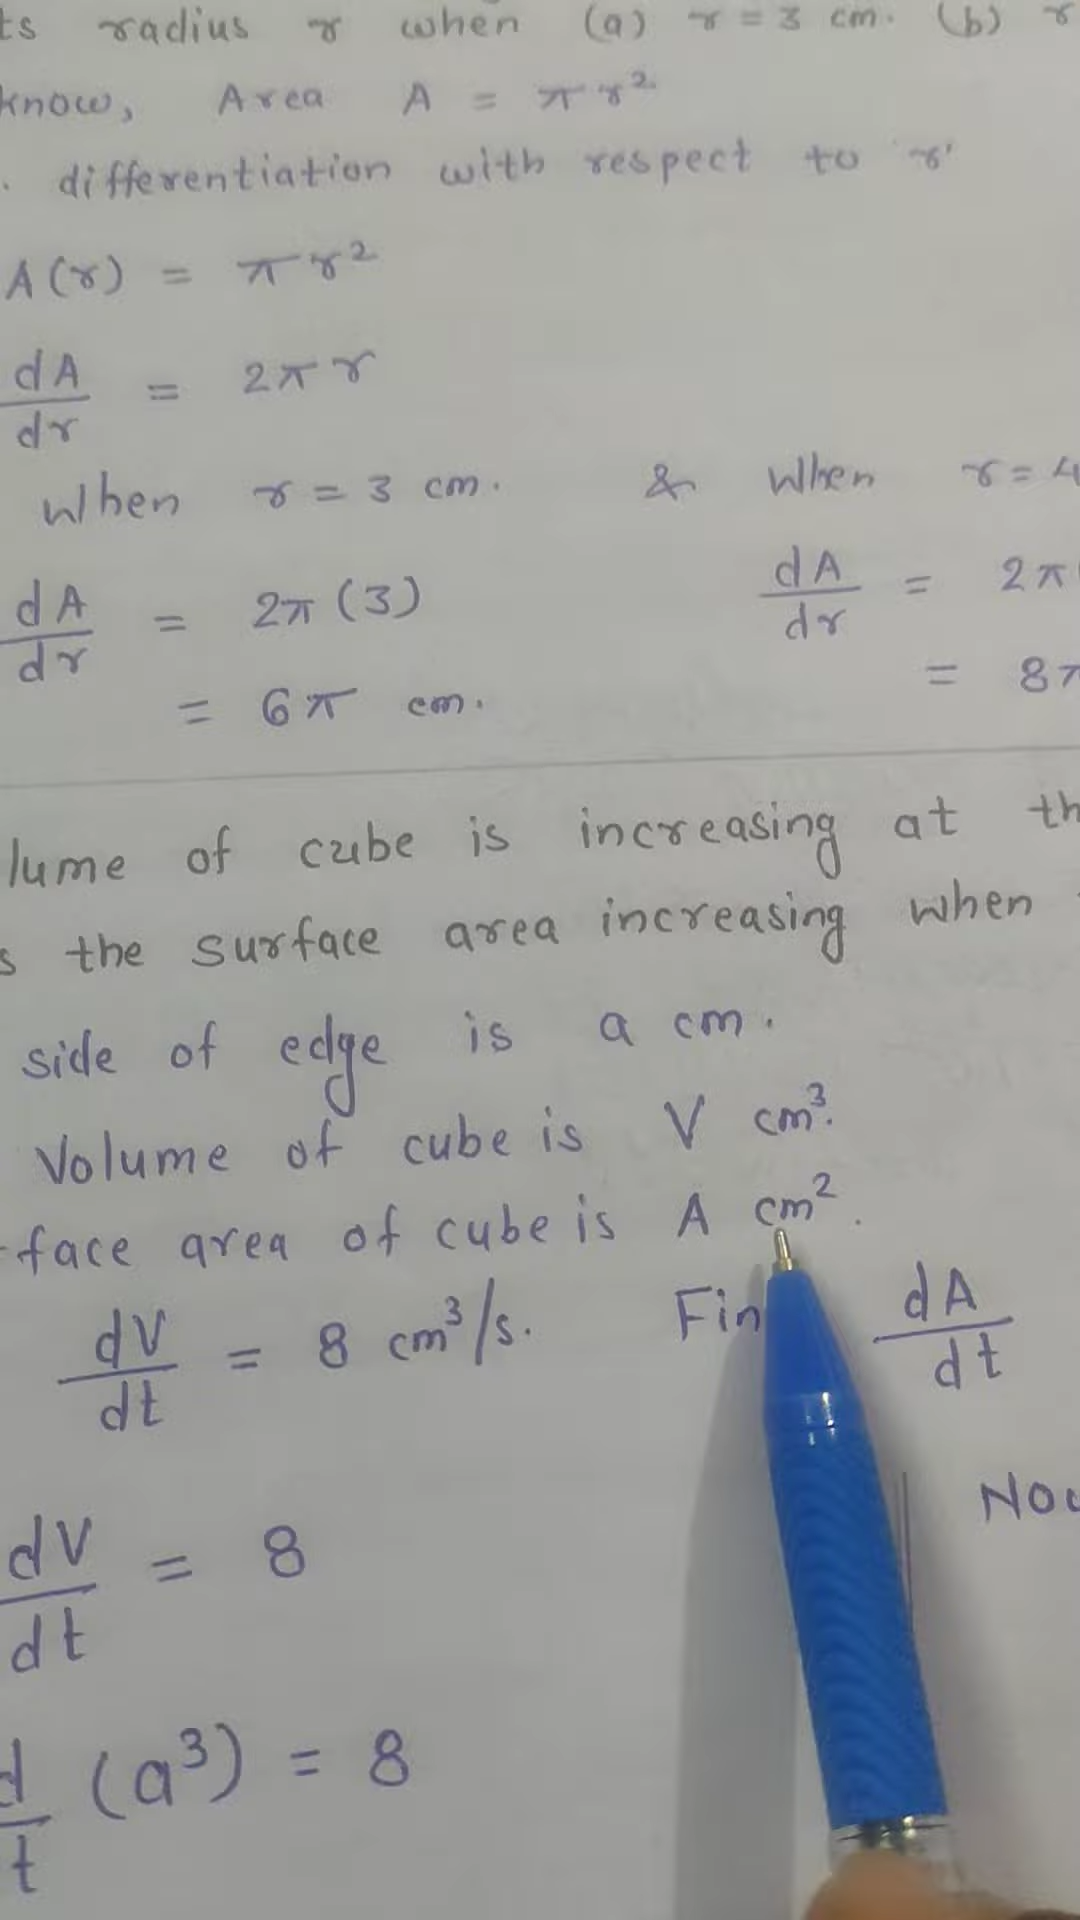 ts radius r when (a) r = 3 cm. (b) r
know, Area A = πr²
. differentiation with respect to 'r'
A(r) = πr²
dA/dr = 2πr
when r = 3 cm. & When r = 4
dA/dr = 2π(3) dA/dr = 2π
= 6π cm. = 8π
lume of cube is increasing at th
s the surface area increasing when
side of edge is a cm.
Volume of cube is V cm³.
face area of cube is A cm².
dV/dt = 8 cm³/s. Fin dA/dt
dV/dt = 8 Now
d/t (a³) = 8